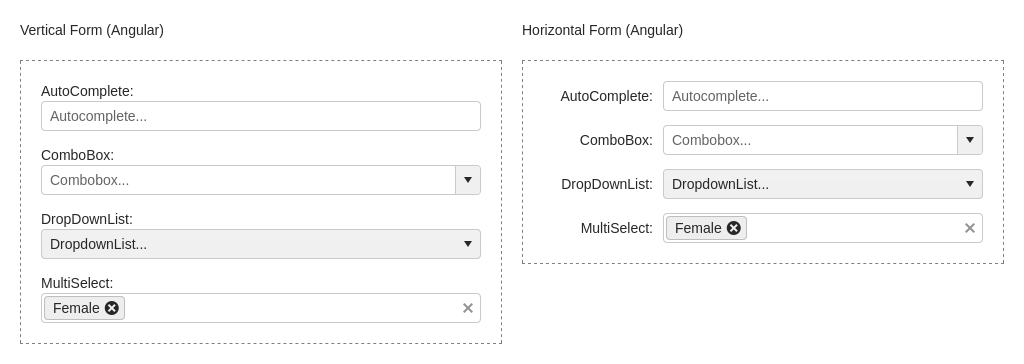 Vertical Form (Angular)
AutoComplete:
Autocomplete...
ComboBox:
Combobox...
DropDownList:
DropdownList...
MultiSelect:
Female
Horizontal Form (Angular)
AutoComplete: Autocomplete...
ComboBox: Combobox...
DropDownList: DropdownList...
MultiSelect: Female